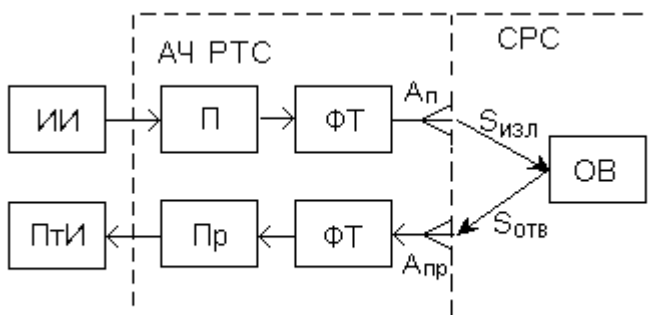 АЧ РТС
СРС
ИИ
П
ФТ
Aп
Sизл
ОВ
ПтИ
Пр
ФТ
Aпр
Sотв